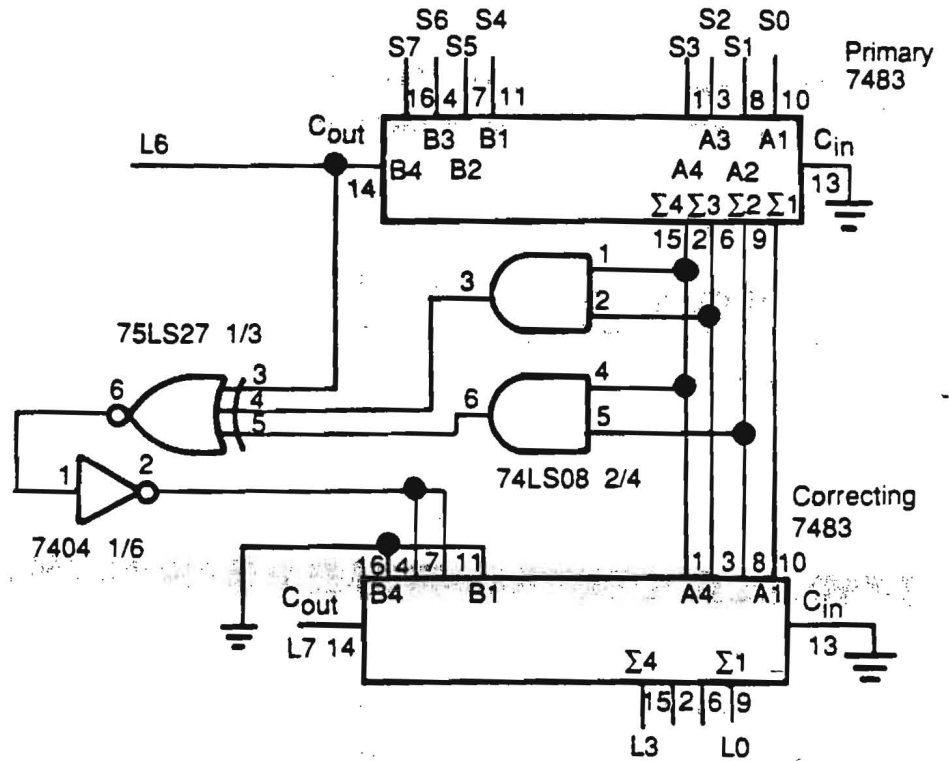 S6 S4 S2 S0
S7 S5 S3 S1
Primary
7483
16 4 7 11 1 3 8 10
Cout B3 B1 A3 A1 Cin
L6
14 B4 B2 A4 A2 13
Σ4 Σ3 Σ2 Σ1
15 2 6 9
1
3
2
75LS27 1/3
3
6 4 4
5 6 5
1 2 74LS08 2/4
Correcting
7483
7404 1/6
16 4 7 11 1 3 8 10
B4 B1 A4 A1
Cout Cin
L7 14 13
Σ4 Σ1
15 2 6 9
L3 L0